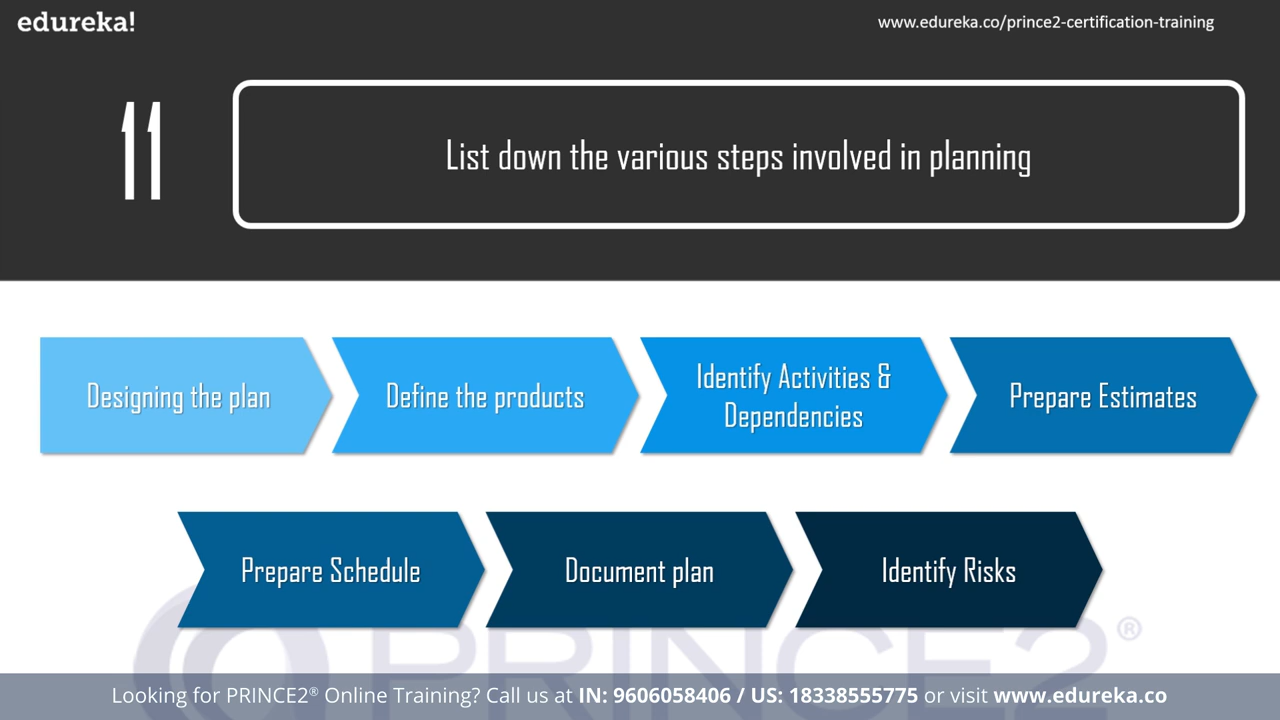 edureka!
www.edureka.co/prince2-certification-training
11
List down the various steps involved in planning
Designing the plan
Define the products
Identify Activities &
Dependencies
Prepare Estimates
Prepare Schedule
Document plan
Identify Risks
PRINCE2®
Looking for PRINCE2® Online Training? Call us at IN: 9606058406 / US: 18338555775 or visit www.edureka.co